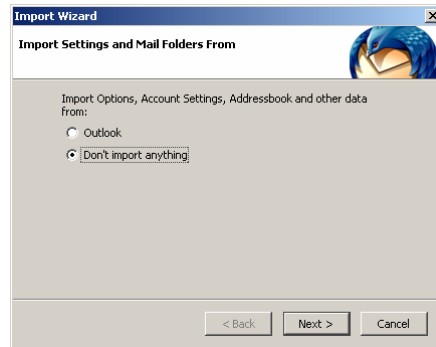 Import Wizard
Import Settings and Mail Folders From
Import Options, Account Settings, Addressbook and other data
from:
Outlook
Don't import anything
< Back Next > Cancel